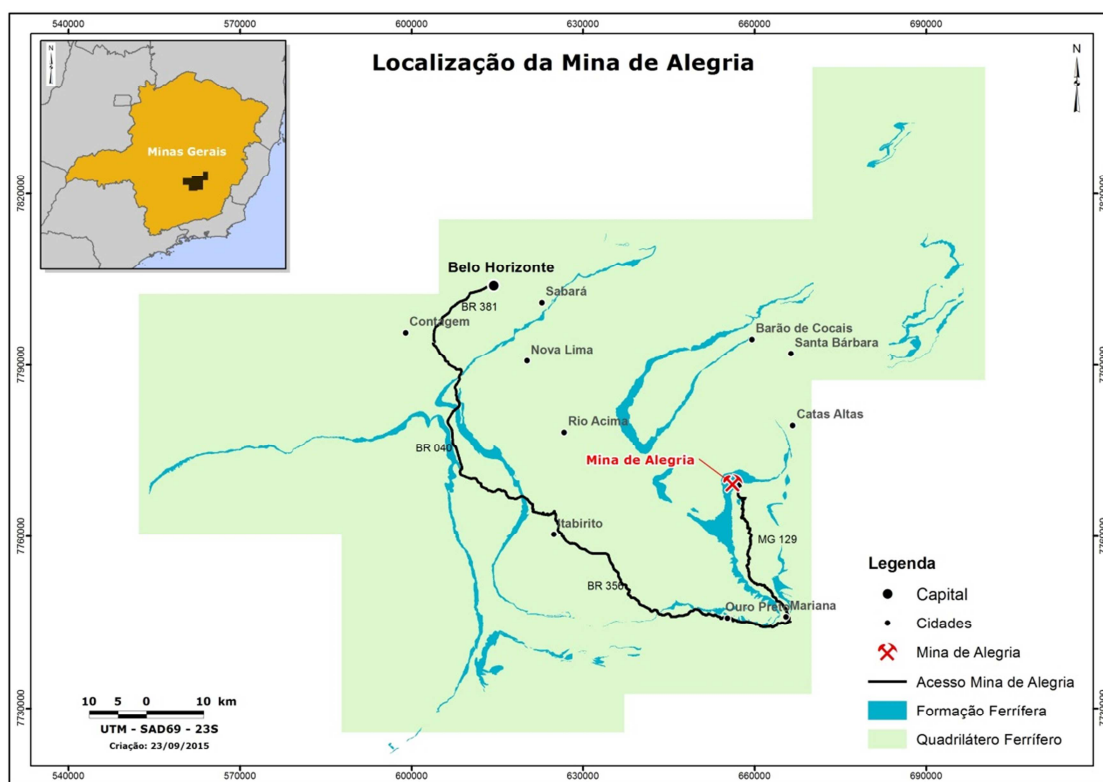 540000 570000 600000 630000 660000 690000
Localização da Mina de Alegria
N
N
Minas Gerais
7820000
7820000
Belo Horizonte
BR 381
Sabará
Contagem
Barão de Cocais
Santa Bárbara
Nova Lima
7790000
7790000
Catas Altas
Rio Acima
BR 040
Mina de Alegria
Itabirito
7760000
7760000
MG 129
BR 356
Ouro Preto
Mariana
Legenda
Capital
Cidades
Mina de Alegria
Acesso Mina de Alegria
Formação Ferrífera
Quadrilátero Ferrífero
10 5 0 10 km
UTM - SAD69 - 23S
Criação: 23/09/2015
7730000
7730000
540000 570000 600000 630000 660000 690000